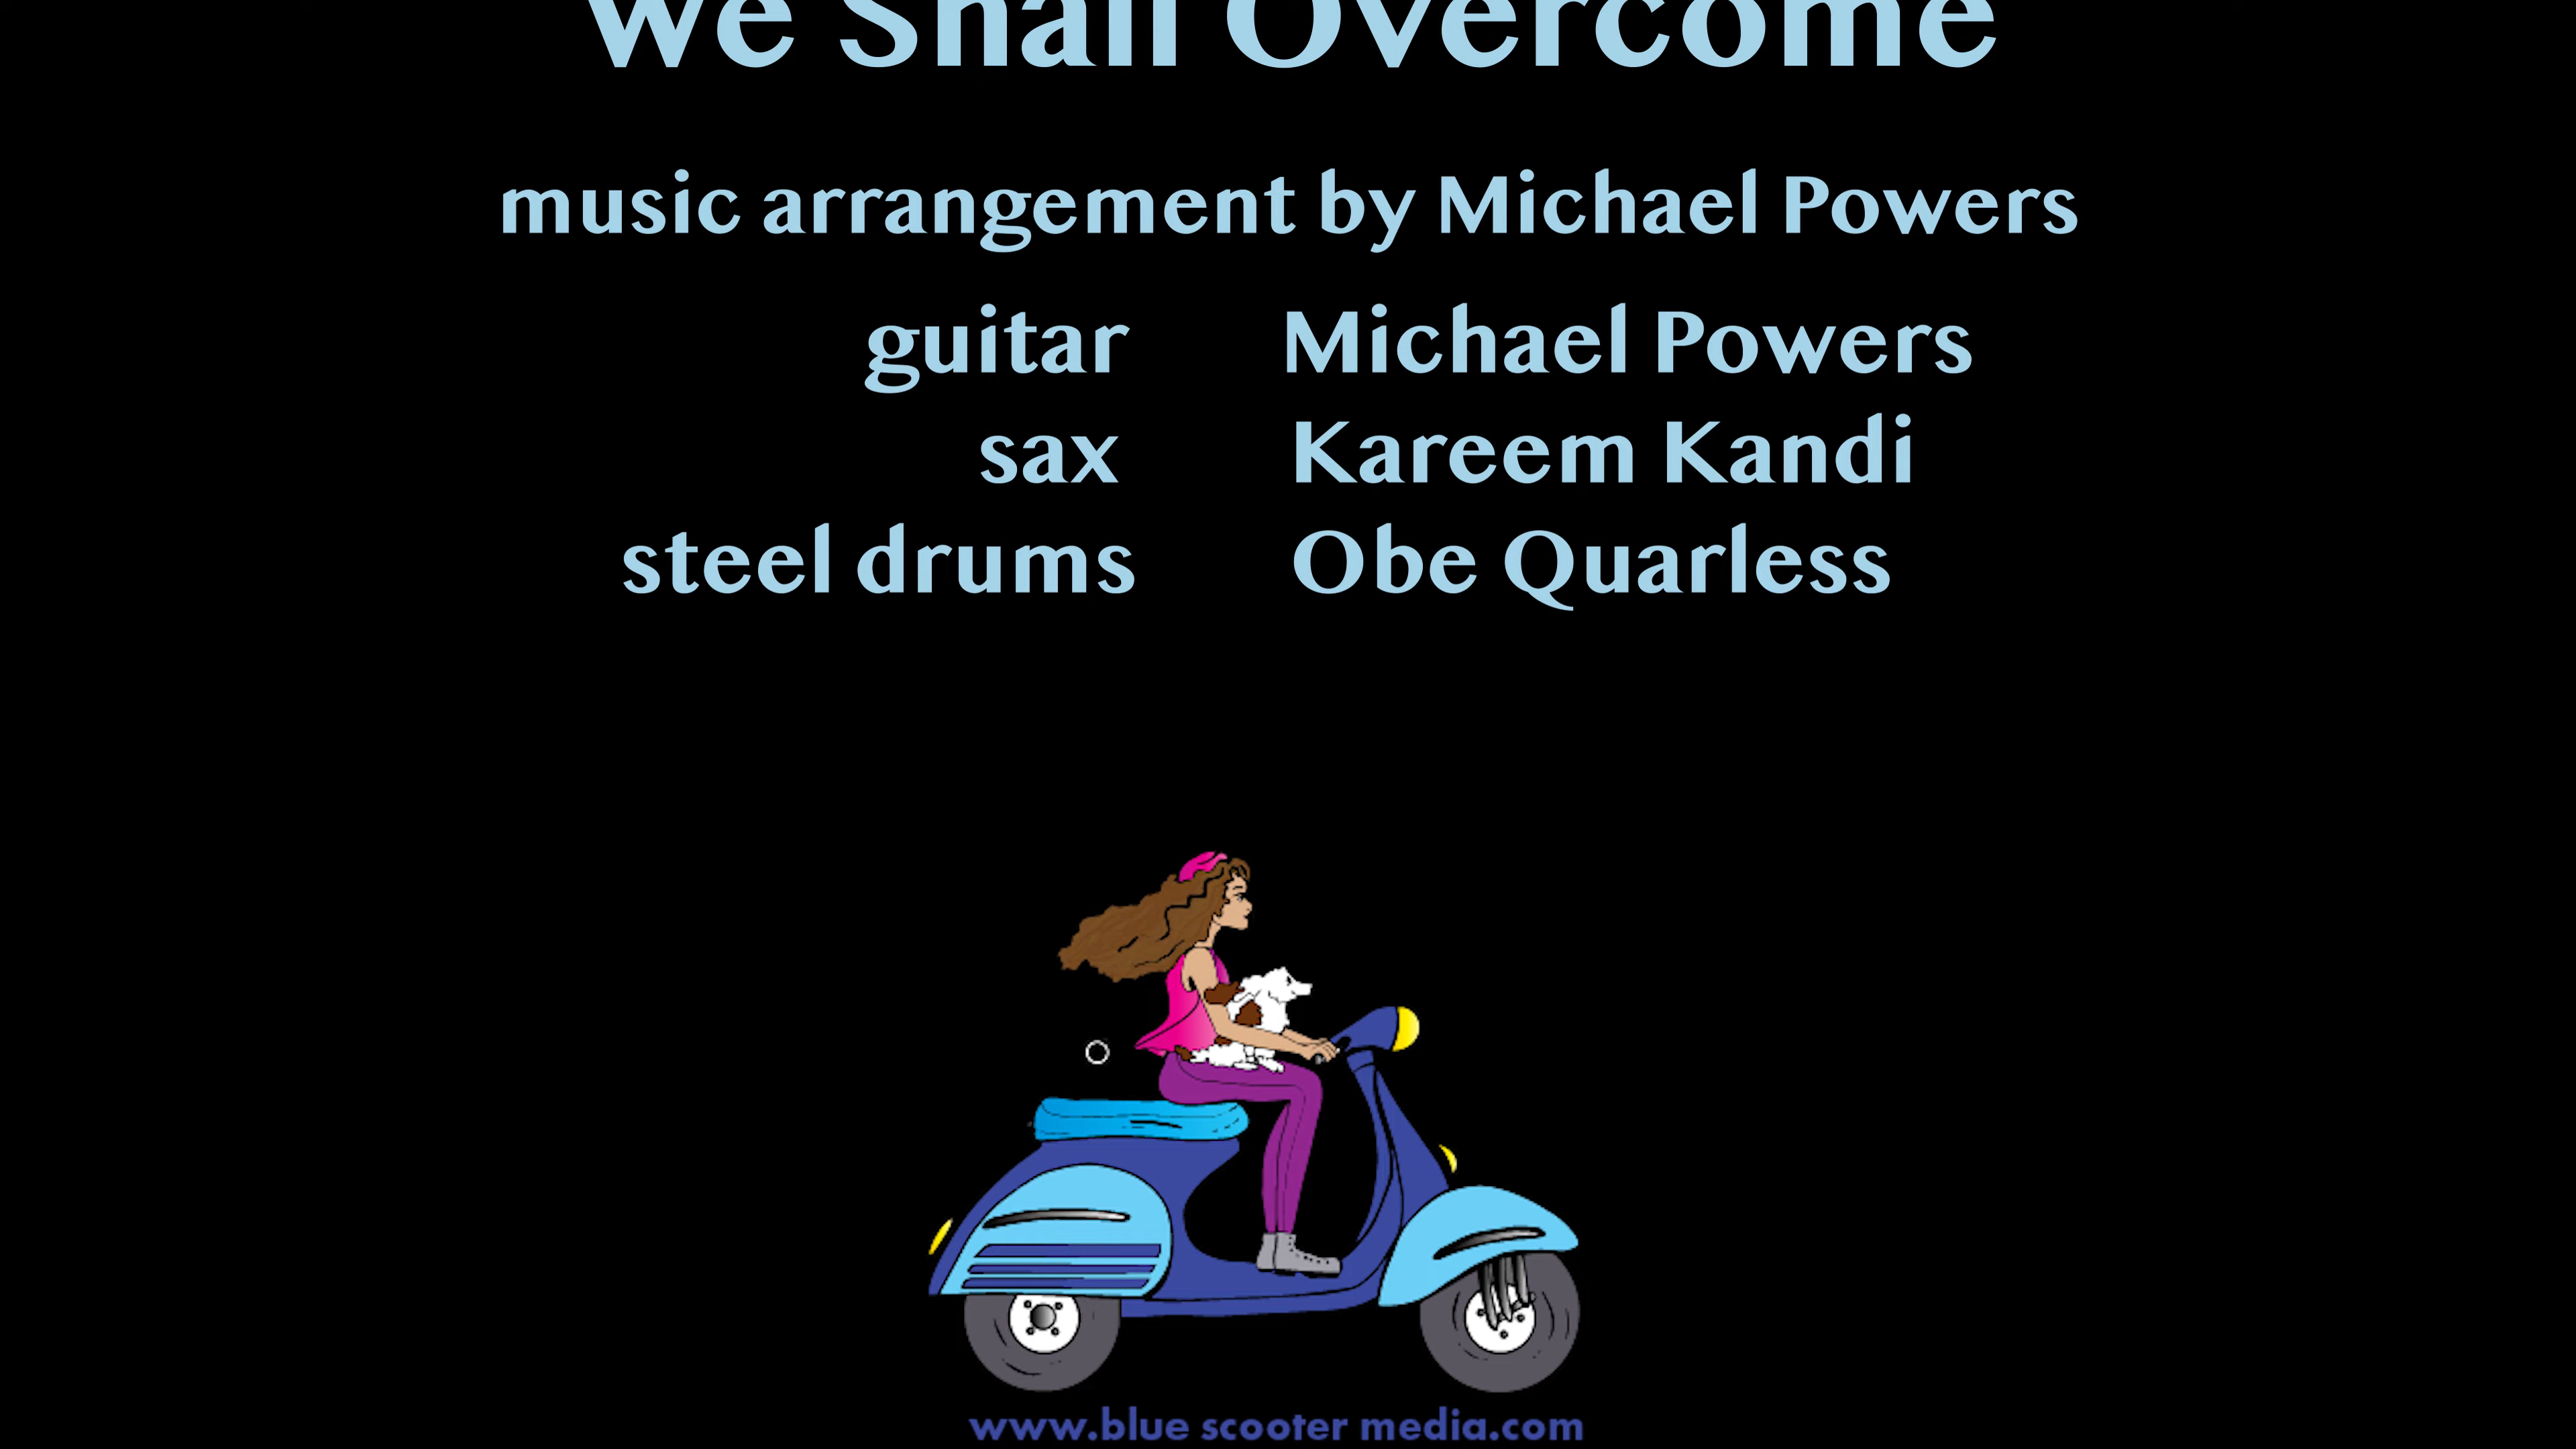 We Shall Overcome
music arrangement by Michael Powers
guitar Michael Powers
sax Kareem Kandi
steel drums Obe Quarless
www.blue scooter media.com